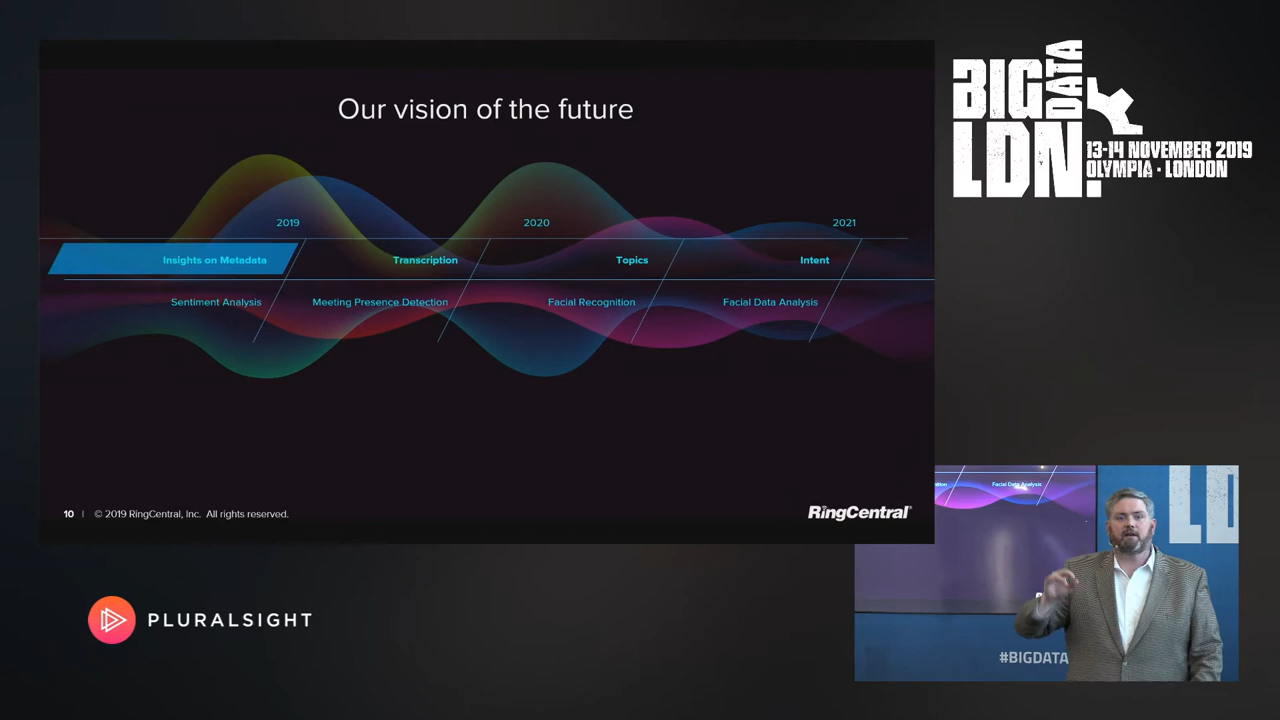 Our vision of the future
2019
2020
2021
Insights on Metadata
Transcription
Topics
Intent
Sentiment Analysis
Meeting Presence Detection
Facial Recognition
Facial Data Analysis
10 | © 2019 RingCentral, Inc. All rights reserved.
RingCentral®
BIG DATA
LDN.
13-14 NOVEMBER 2019
OLYMPIA · LONDON
PLURALSIGHT
Facial Data Analysis
LD
#BIGDATA